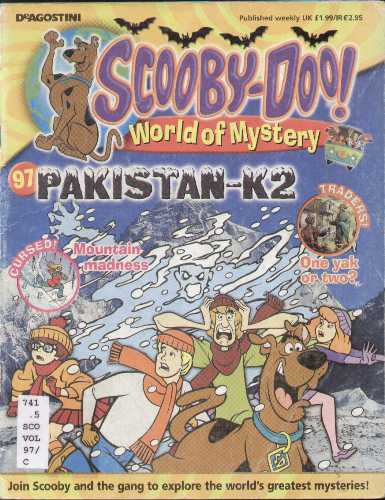 DeAGOSTINI
Published weekly UK £1.99/IR€2.95
SCOOBY-DOO!
World of Mystery
97 PAKISTAN-K2
CURSED!
Mountain
madness
TRADERS!
One yak
or two?
741
.5
SCO
VOL
97/
C
Join Scooby and the gang to explore the world's greatest mysteries!